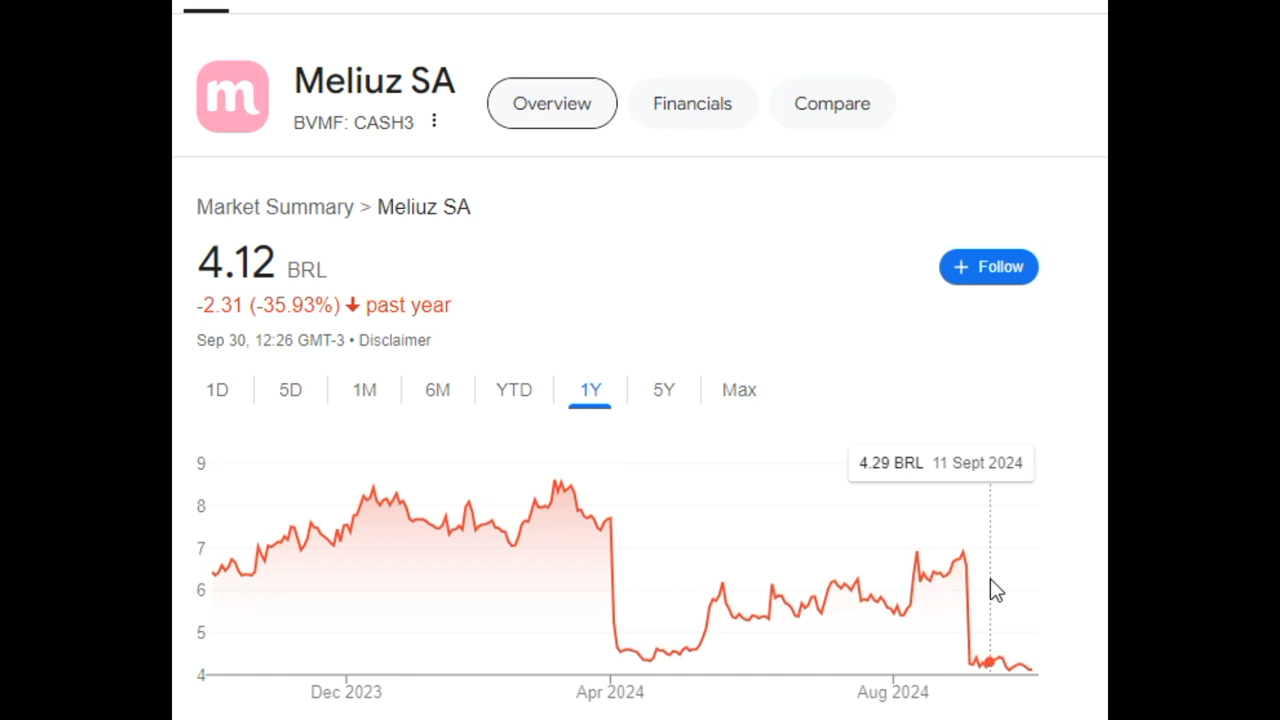 m
Meliuz SA
BVMF: CASH3
Overview
Financials
Compare
Market Summary > Meliuz SA
4.12 BRL
+ Follow
-2.31 (-35.93%) ↓ past year
Sep 30, 12:26 GMT-3 • Disclaimer
1D 5D 1M 6M YTD 1Y 5Y Max
4.29 BRL 11 Sept 2024
9
8
7
6
5
4
Dec 2023 Apr 2024 Aug 2024